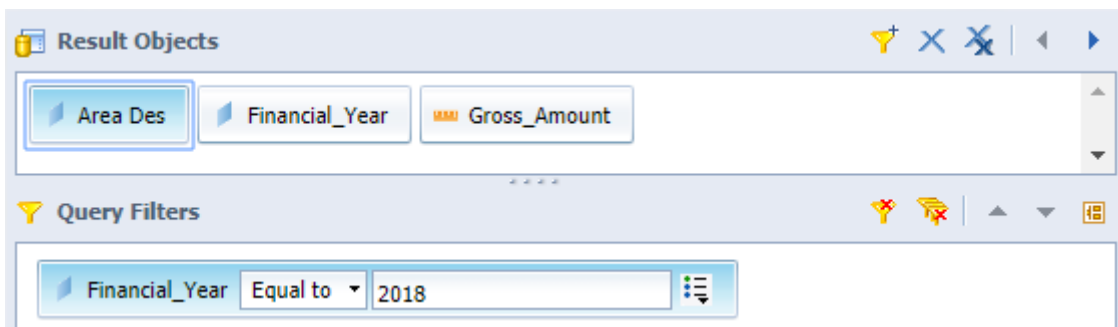 Result Objects
Area Des Financial_Year Gross_Amount
Query Filters
Financial_Year Equal to 2018